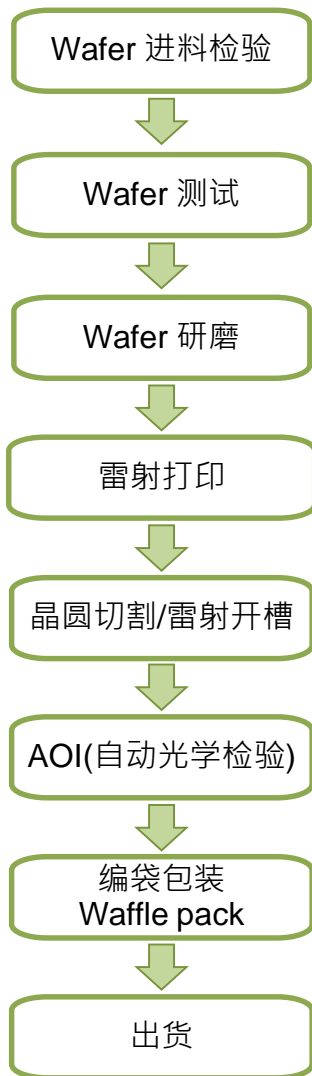 Wafer 进料检验
Wafer 测试
Wafer 研磨
雷射打印
晶圆切割/雷射开槽
AOI(自动光学检验)
编袋包装
Waffle pack
出货